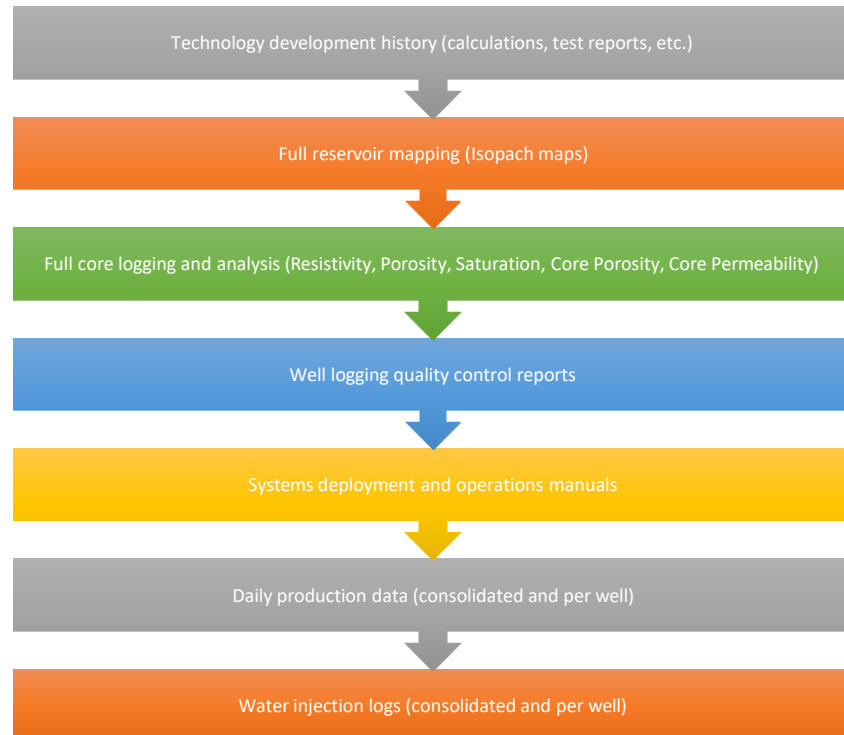 Technology development history (calculations, test reports, etc.)
Full reservoir mapping (Isopach maps)
Full core logging and analysis (Resistivity, Porosity, Saturation, Core Porosity, Core Permeability)
Well logging quality control reports
Systems deployment and operations manuals
Daily production data (consolidated and per well)
Water injection logs (consolidated and per well)